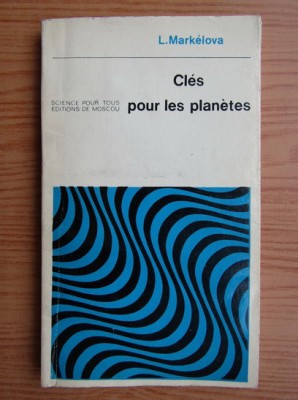 L. Markélova
Clés
SCIENCE POUR TOUS
EDITIONS DE MOSCOU
pour les planètes